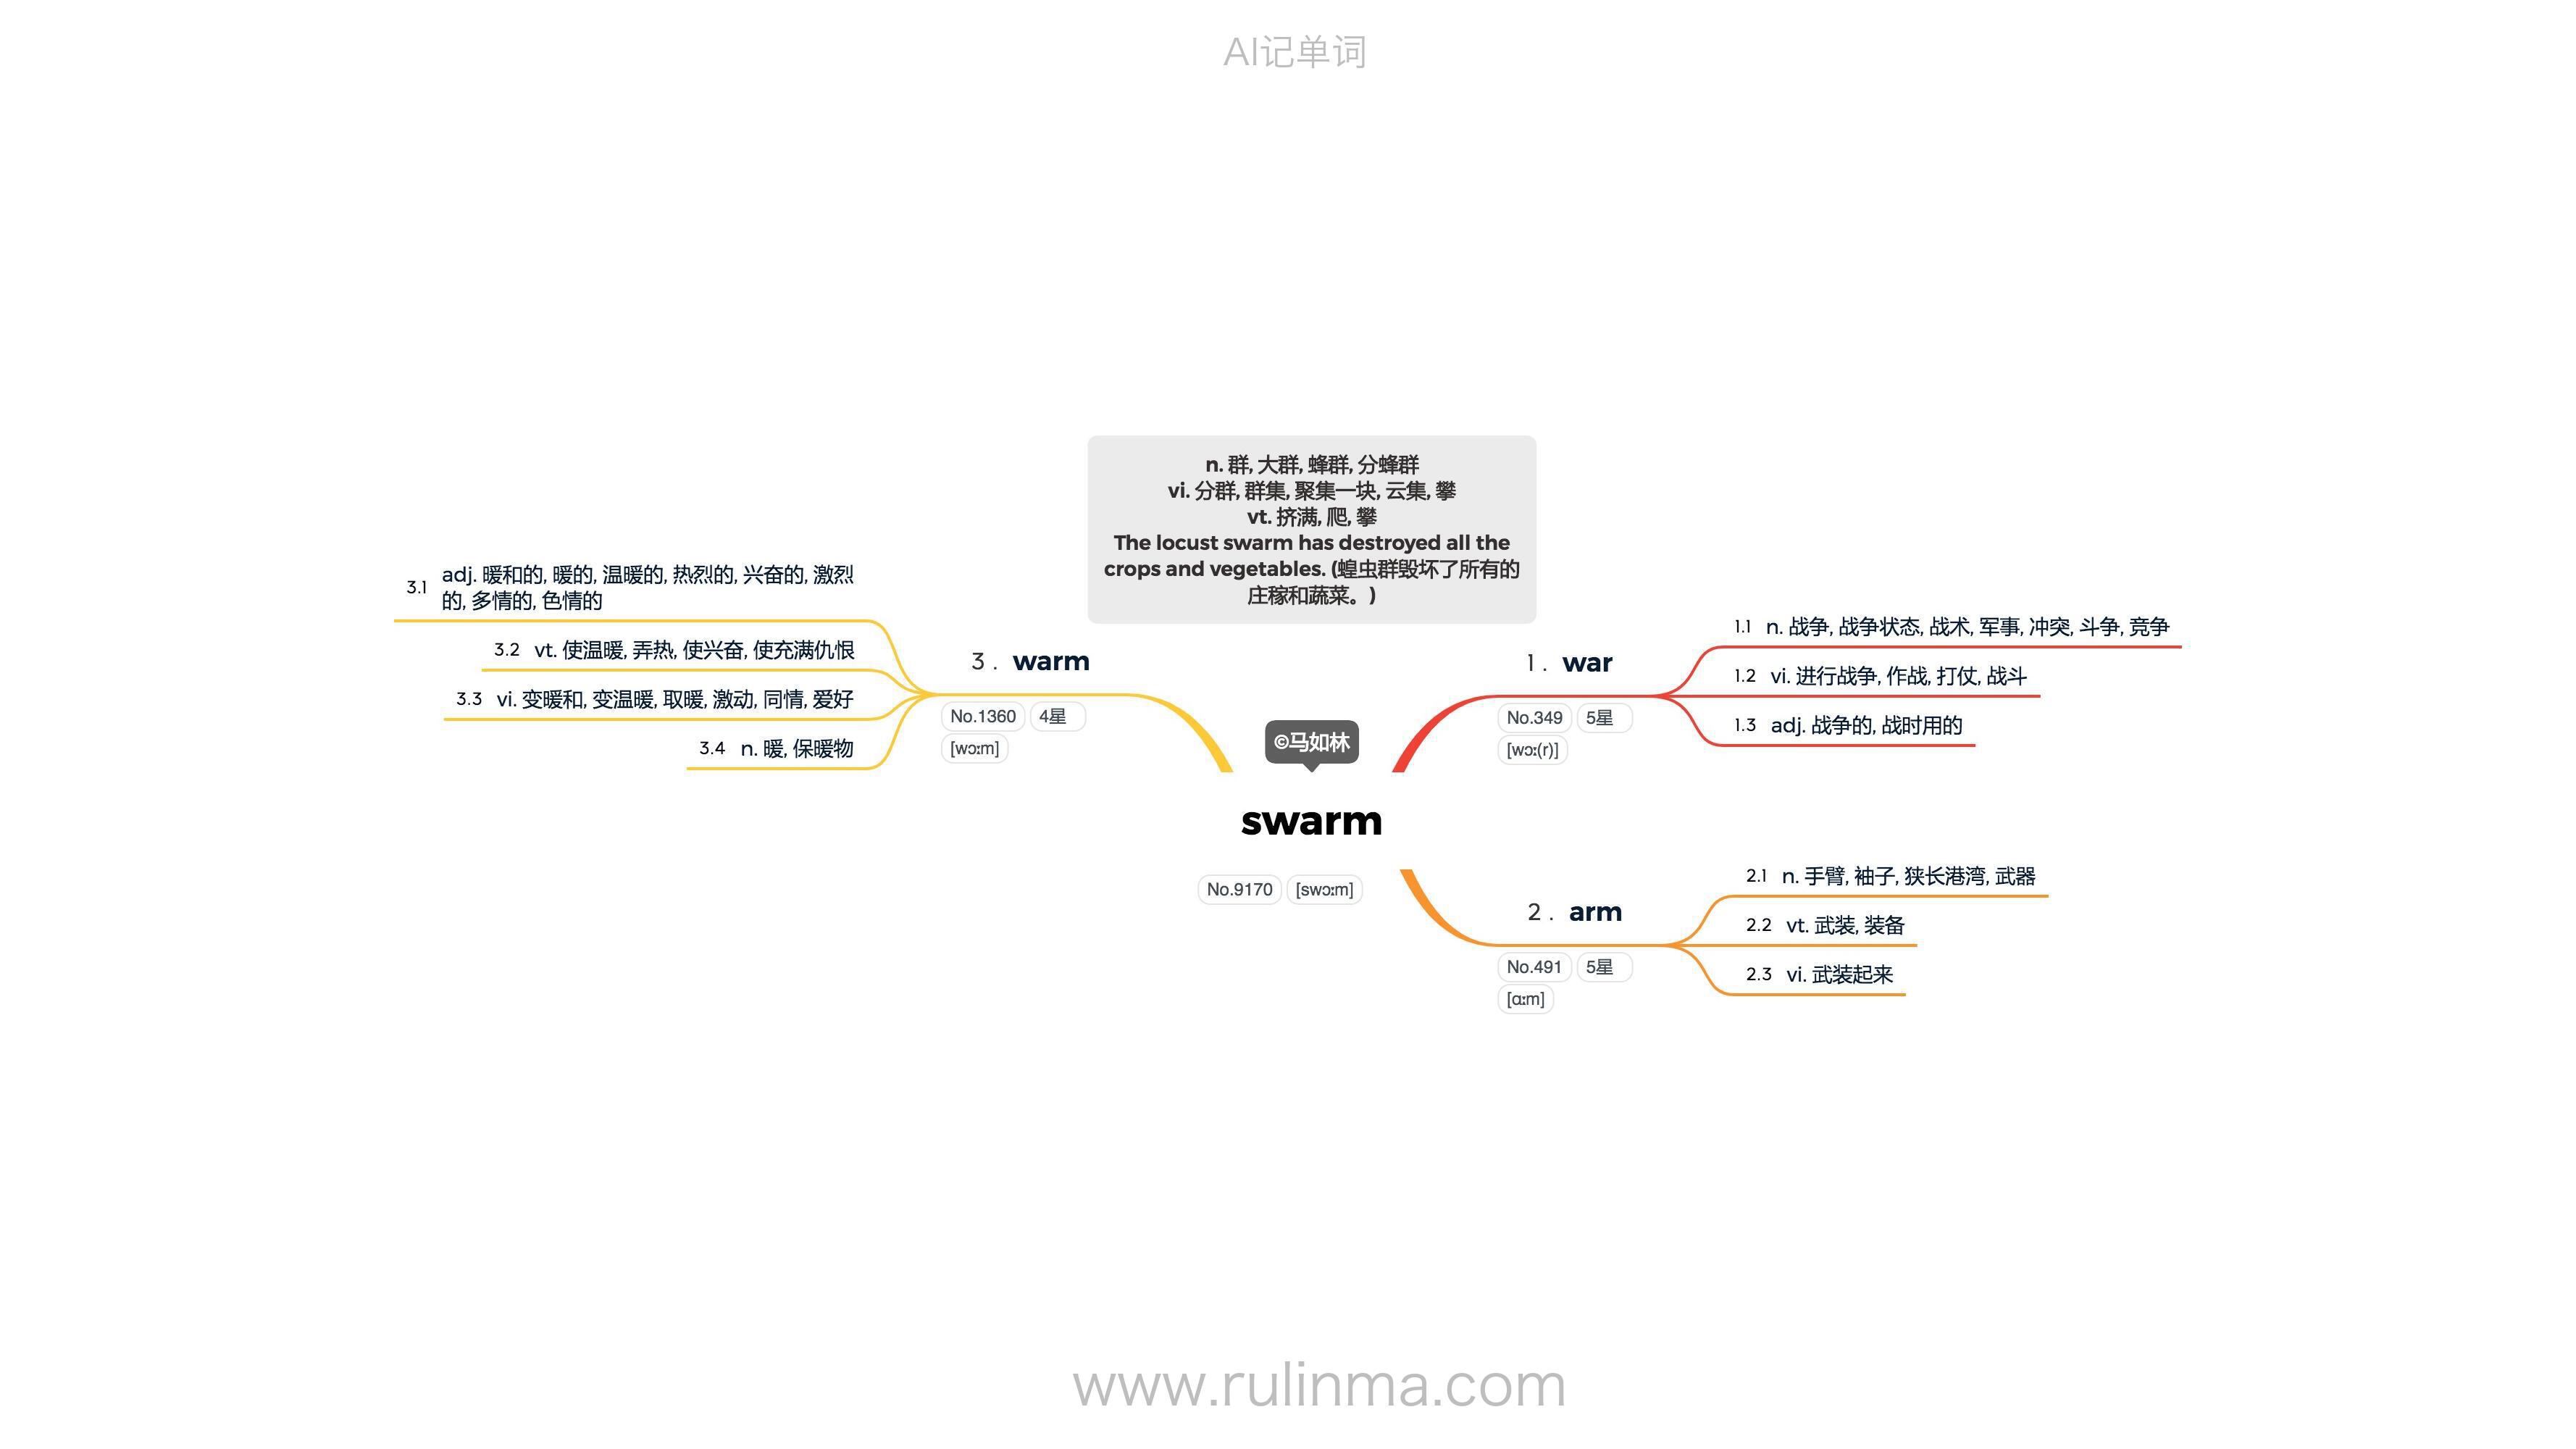 AI记单词
n. 群, 大群, 蜂群, 分蜂群
vi. 分群, 群集, 聚集一块, 云集, 攀
vt. 挤满, 爬, 攀
The locust swarm has destroyed all the
crops and vegetables. (蝗虫群毁坏了所有的
庄稼和蔬菜。)
©马如林
swarm
No.9170 [swɔːm]
1. war
No.349 5星
[wɔː(r)]
1.1 n. 战争, 战争状态, 战术, 军事, 冲突, 斗争, 竞争
1.2 vi. 进行战争, 作战, 打仗, 战斗
1.3 adj. 战争的, 战时用的
2. arm
No.491 5星
[ɑːm]
2.1 n. 手臂, 袖子, 狭长港湾, 武器
2.2 vt. 武装, 装备
2.3 vi. 武装起来
3. warm
No.1360 4星
[wɔːm]
3.1 adj. 暖和的, 暖的, 温暖的, 热烈的, 兴奋的, 激烈
的, 多情的, 色情的
3.2 vt. 使温暖, 弄热, 使兴奋, 使充满仇恨
3.3 vi. 变暖和, 变温暖, 取暖, 激动, 同情, 爱好
3.4 n. 暖, 保暖物
www.rulinma.com